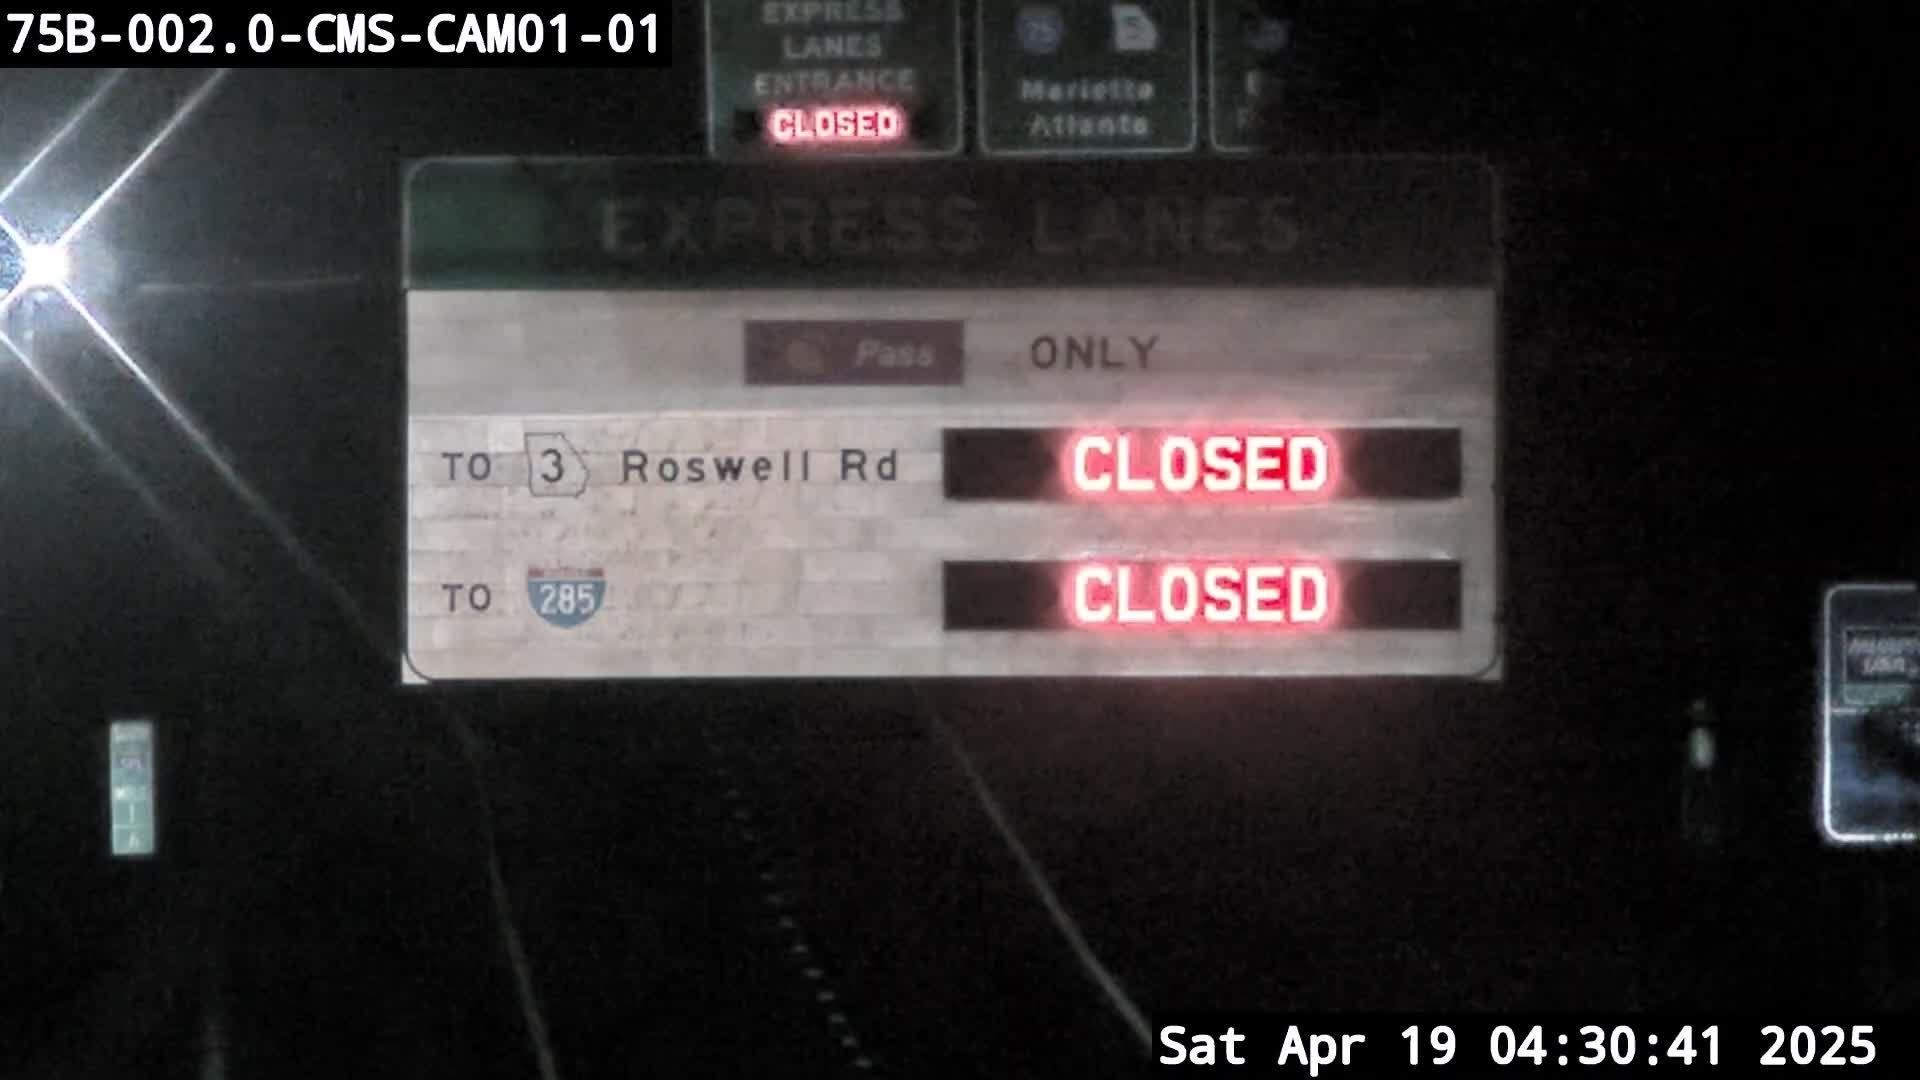 75B-002.0-CMS-CAM01-01
EXPRESS
LANES
ENTRANCE
CLOSED
75
Marietta
Atlanta
EXPRESS LANES
Pass ONLY
TO 3 Roswell Rd CLOSED
TO 285 CLOSED
Sat Apr 19 04:30:41 2025